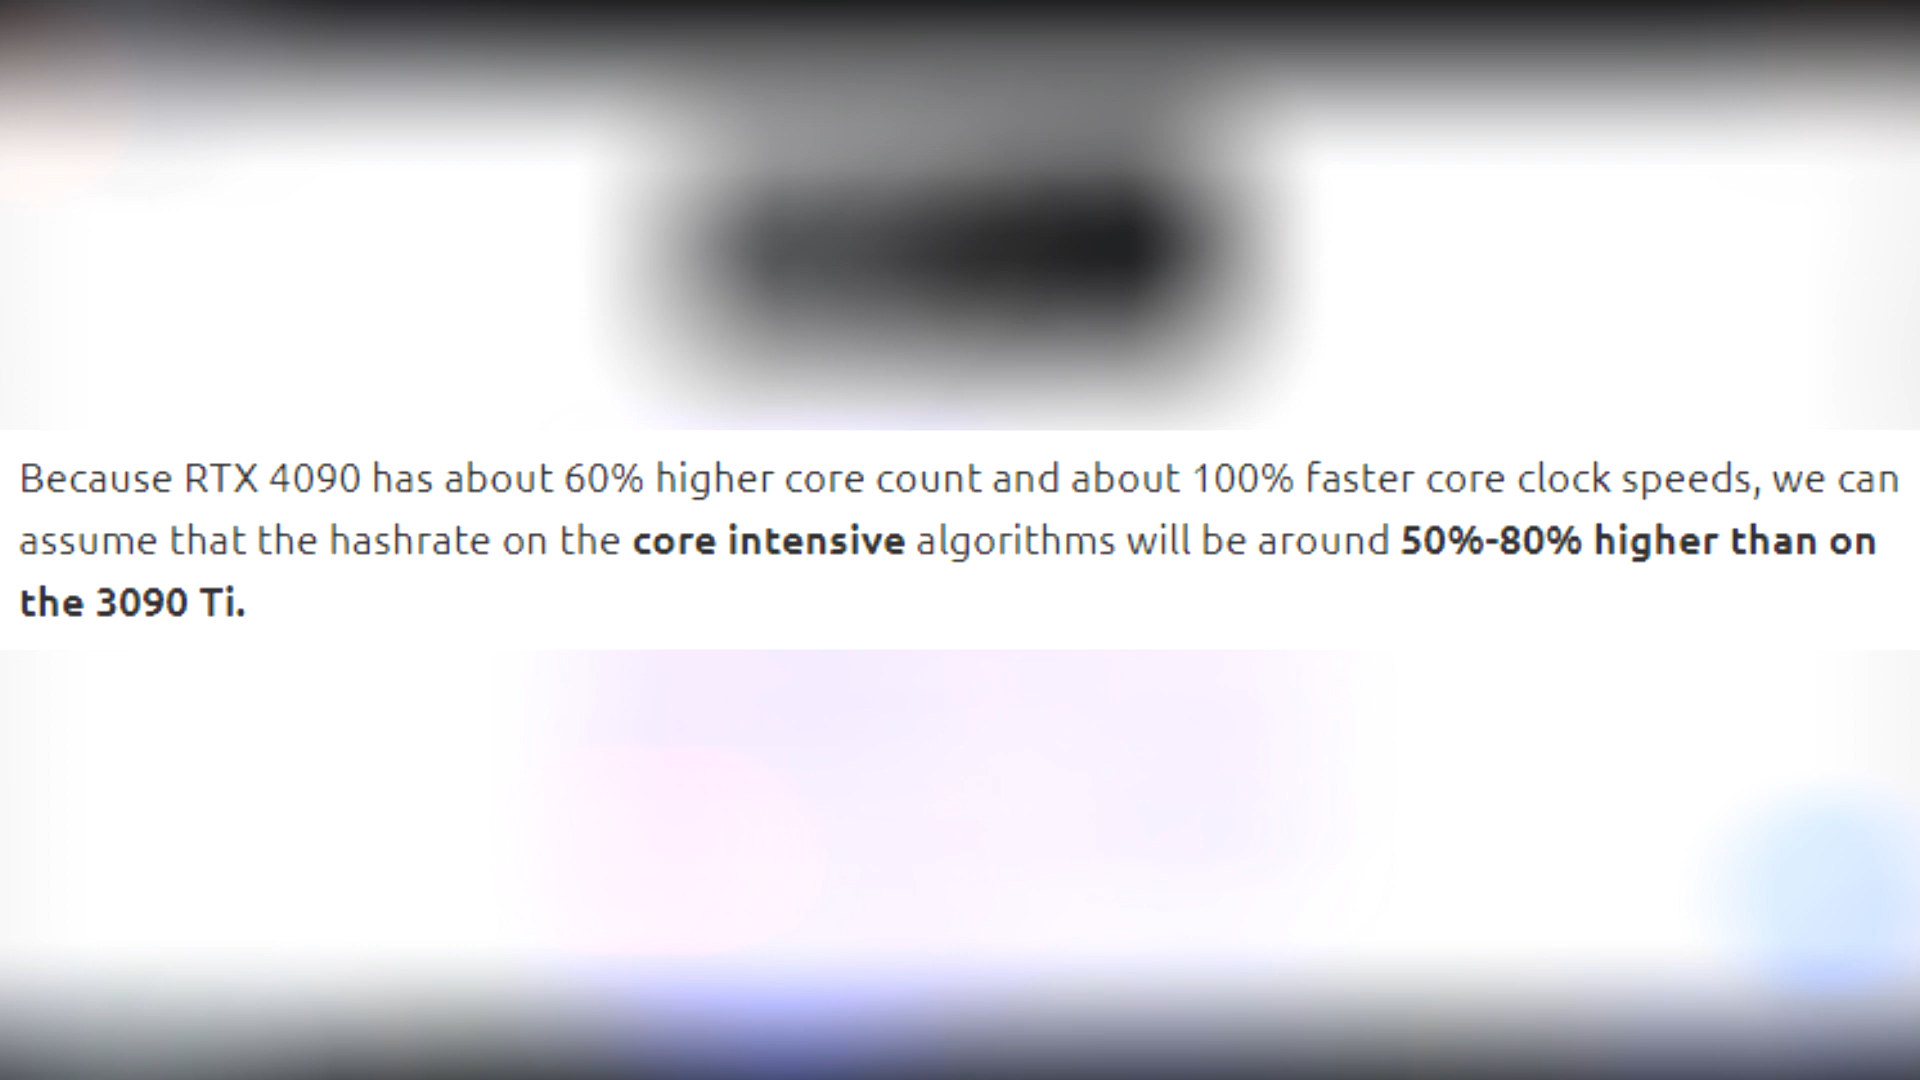 Because RTX 4090 has about 60% higher core count and about 100% faster core clock speeds, we can
assume that the hashrate on the core intensive algorithms will be around 50%-80% higher than on
the 3090 Ti.